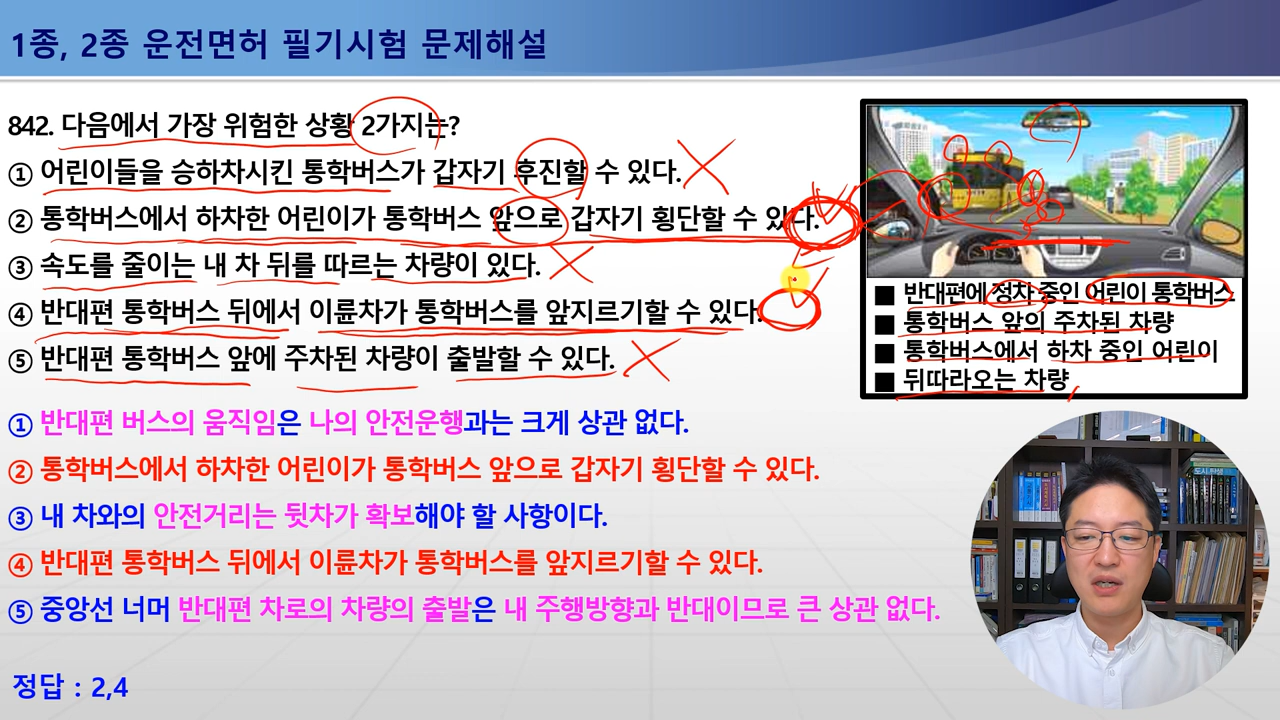 1종, 2종 운전면허 필기시험 문제해설
842. 다음에서 가장 위험한 상황 2가지는?
① 어린이들을 승하차시킨 통학버스가 갑자기 후진할 수 있다.
② 통학버스에서 하차한 어린이가 통학버스 앞으로 갑자기 횡단할 수 있다.
③ 속도를 줄이는 내 차 뒤를 따르는 차량이 있다.
④ 반대편 통학버스 뒤에서 이륜차가 통학버스를 앞지르기할 수 있다.
⑤ 반대편 통학버스 앞에 주차된 차량이 출발할 수 있다.
■ 반대편에 정차 중인 어린이 통학버스
■ 통학버스 앞의 주차된 차량
■ 통학버스에서 하차 중인 어린이
■ 뒤따라오는 차량
① 반대편 버스의 움직임은 나의 안전운행과는 크게 상관 없다.
② 통학버스에서 하차한 어린이가 통학버스 앞으로 갑자기 횡단할 수 있다.
③ 내 차와의 안전거리는 뒷차가 확보해야 할 사항이다.
④ 반대편 통학버스 뒤에서 이륜차가 통학버스를 앞지르기할 수 있다.
⑤ 중앙선 너머 반대편 차로의 차량의 출발은 내 주행방향과 반대이므로 큰 상관 없다.
정답 : 2,4